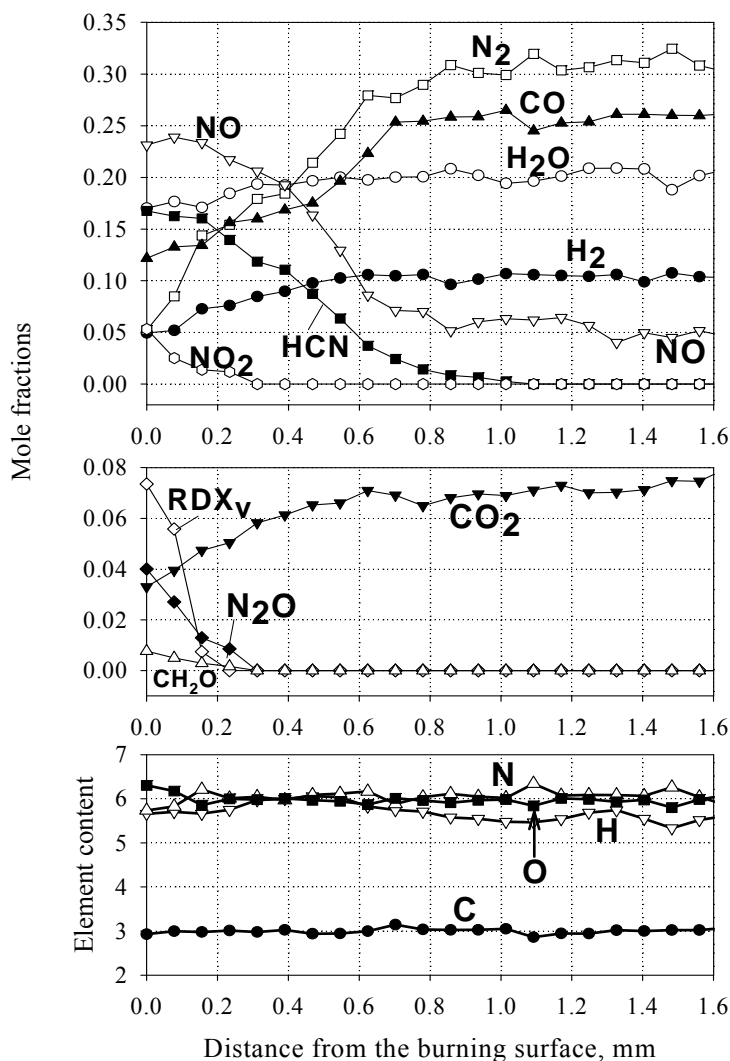 0.35
N2
0.30
CO
NO
0.25
H2O
0.20
0.15
H2
0.10
0.05
NO2
HCN
NO
0.00
0.0 0.2 0.4 0.6 0.8 1.0 1.2 1.4 1.6
Mole fractions
0.08
RDXv
0.06
CO2
0.04
N2O
0.02
0.00
CH2O
0.0 0.2 0.4 0.6 0.8 1.0 1.2 1.4 1.6
7
N
6
H
5
O
4
C
3
2
Element content
0.0 0.2 0.4 0.6 0.8 1.0 1.2 1.4 1.6
Distance from the burning surface, mm